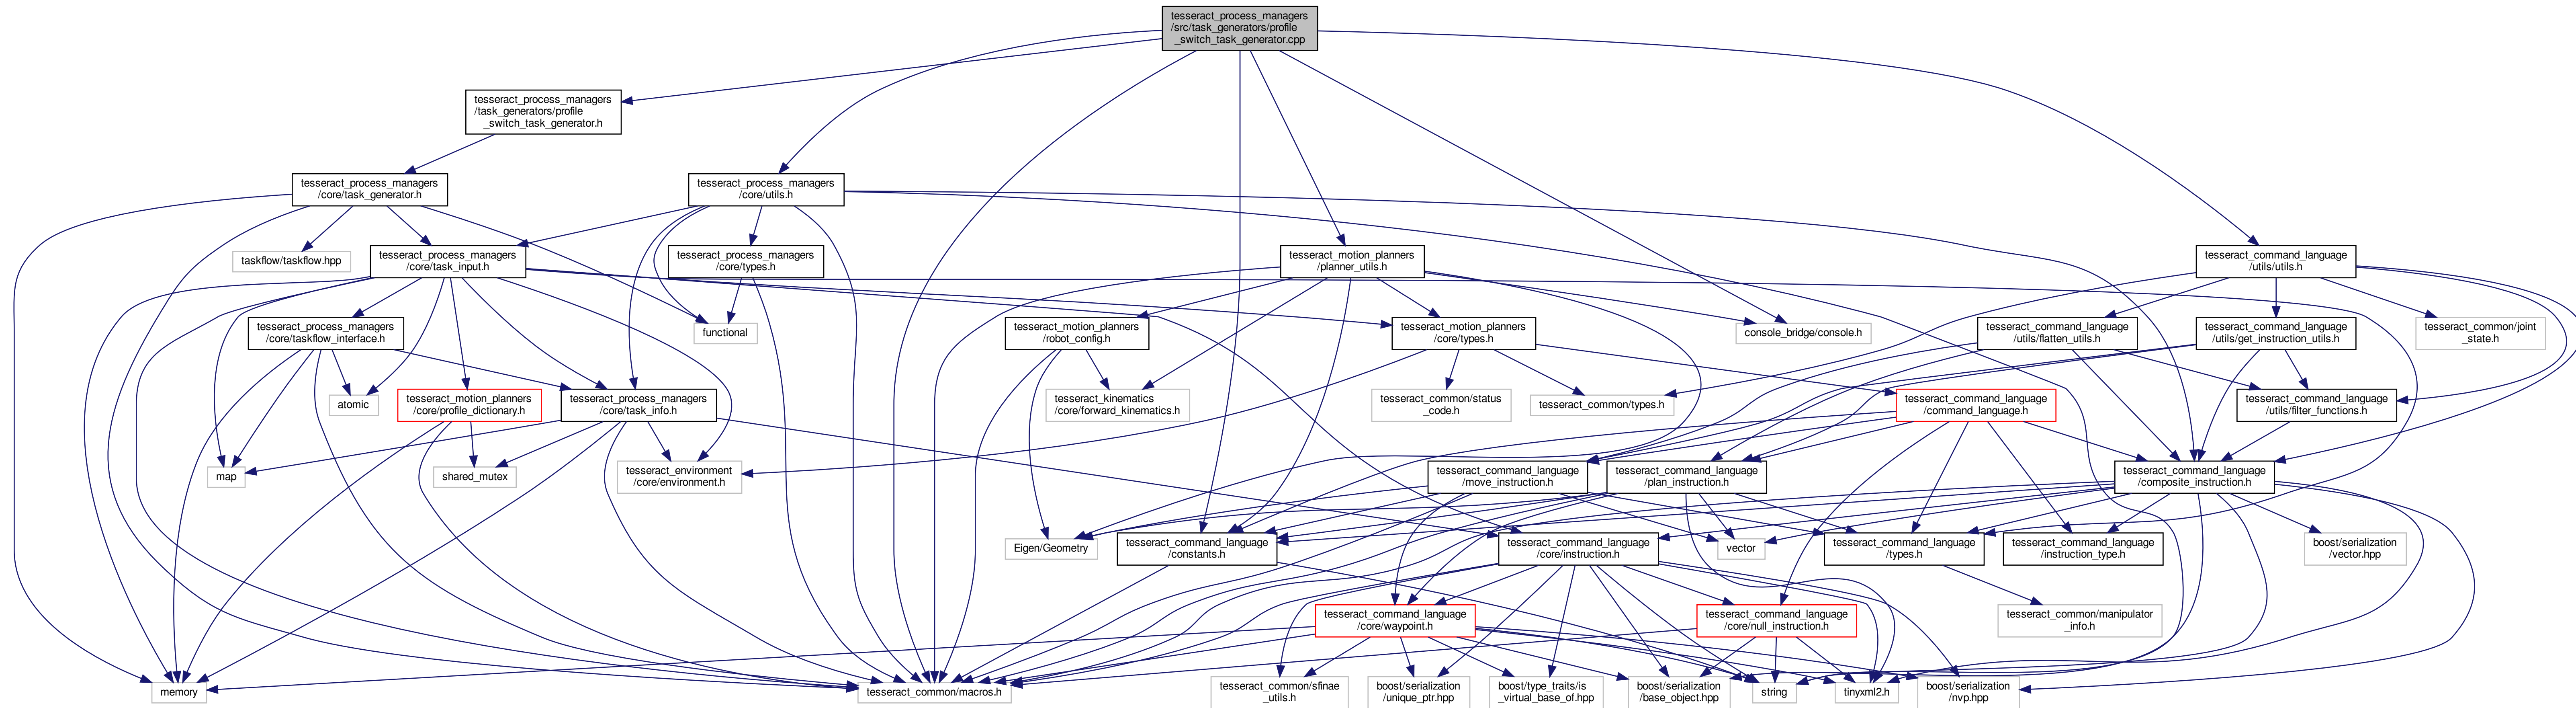 tesseract_process_managers
/src/task_generators/profile
_switch_task_generator.cpp
tesseract_process_managers
/task_generators/profile
_switch_task_generator.h
tesseract_process_managers
/core/task_generator.h
tesseract_process_managers
/core/utils.h
taskflow/taskflow.hpp
tesseract_process_managers
/core/task_input.h
tesseract_process_managers
/core/types.h
tesseract_motion_planners
/planner_utils.h
tesseract_command_language
/utils/utils.h
tesseract_process_managers
/core/taskflow_interface.h
functional
tesseract_motion_planners
/robot_config.h
tesseract_motion_planners
/core/types.h
console_bridge/console.h
tesseract_command_language
/utils/flatten_utils.h
tesseract_command_language
/utils/get_instruction_utils.h
tesseract_common/joint
_state.h
atomic
tesseract_motion_planners
/core/profile_dictionary.h
tesseract_process_managers
/core/task_info.h
tesseract_kinematics
/core/forward_kinematics.h
tesseract_common/status
_code.h
tesseract_common/types.h
tesseract_command_language
/command_language.h
tesseract_command_language
/utils/filter_functions.h
map
shared_mutex
tesseract_environment
/core/environment.h
tesseract_command_language
/move_instruction.h
tesseract_command_language
/plan_instruction.h
tesseract_command_language
/composite_instruction.h
Eigen/Geometry
tesseract_command_language
/constants.h
tesseract_command_language
/core/instruction.h
vector
tesseract_command_language
/types.h
tesseract_command_language
/instruction_type.h
boost/serialization
/vector.hpp
tesseract_command_language
/core/waypoint.h
tesseract_command_language
/core/null_instruction.h
tesseract_common/manipulator
_info.h
memory
tesseract_common/macros.h
tesseract_common/sfinae
_utils.h
boost/serialization
/unique_ptr.hpp
boost/type_traits/is
_virtual_base_of.hpp
boost/serialization
/base_object.hpp
string
tinyxml2.h
boost/serialization
/nvp.hpp